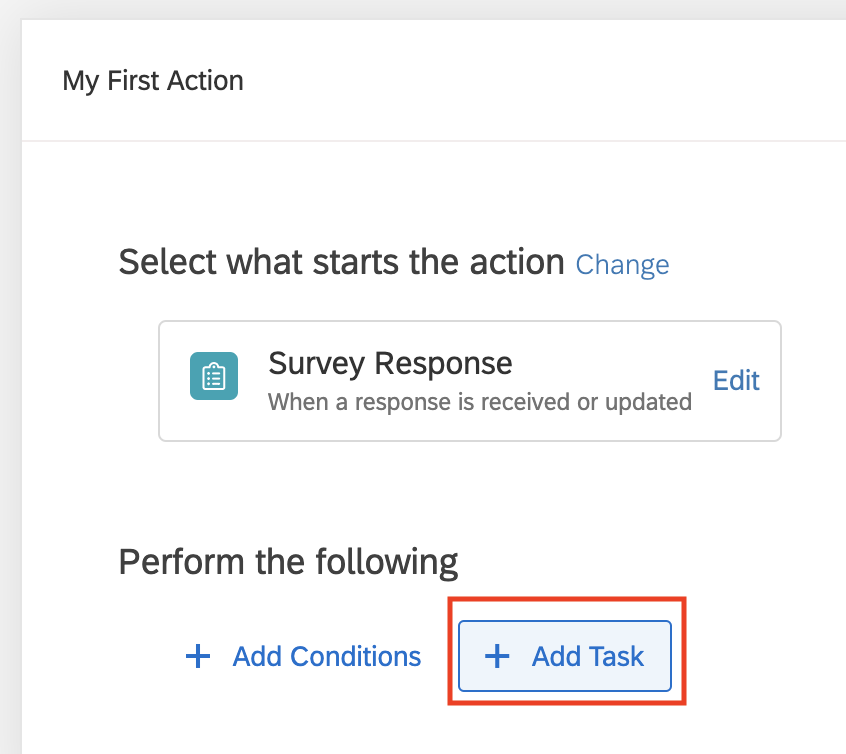 My First Action
Select what starts the action Change
Survey Response
When a response is received or updated
Edit
Perform the following
+ Add Conditions
+ Add Task